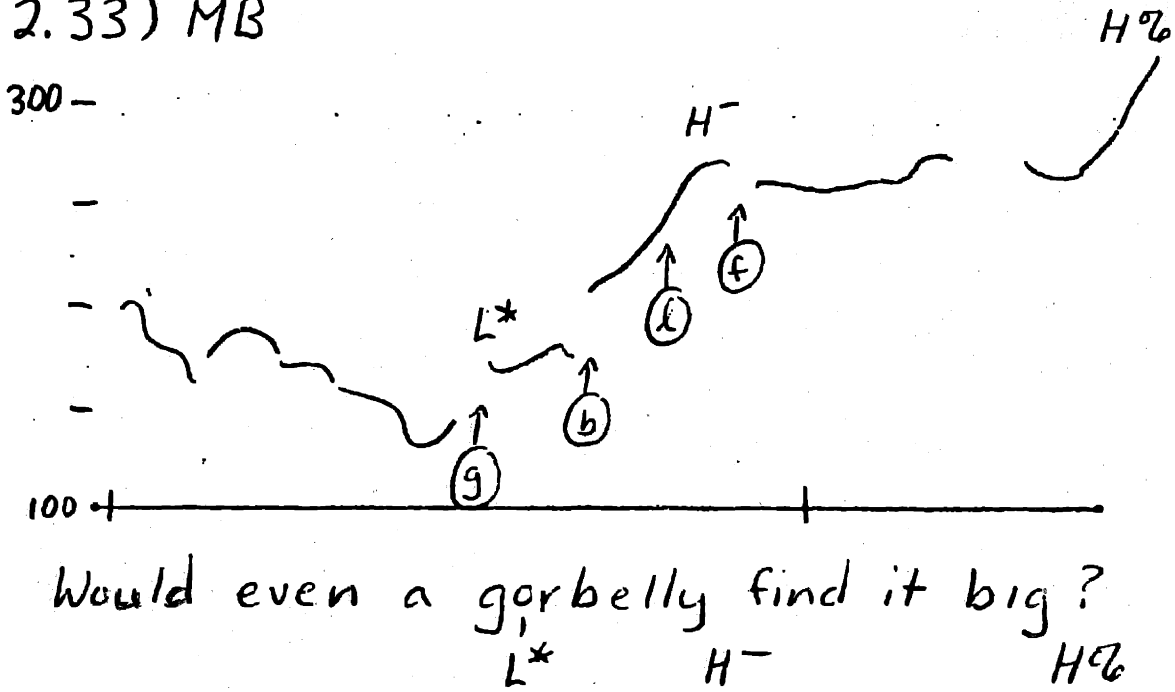 2.33) MB
H%
300
H⁻
L*
l
f
b
g
100
Would even a gorbelly find it big?
L* H⁻ H%